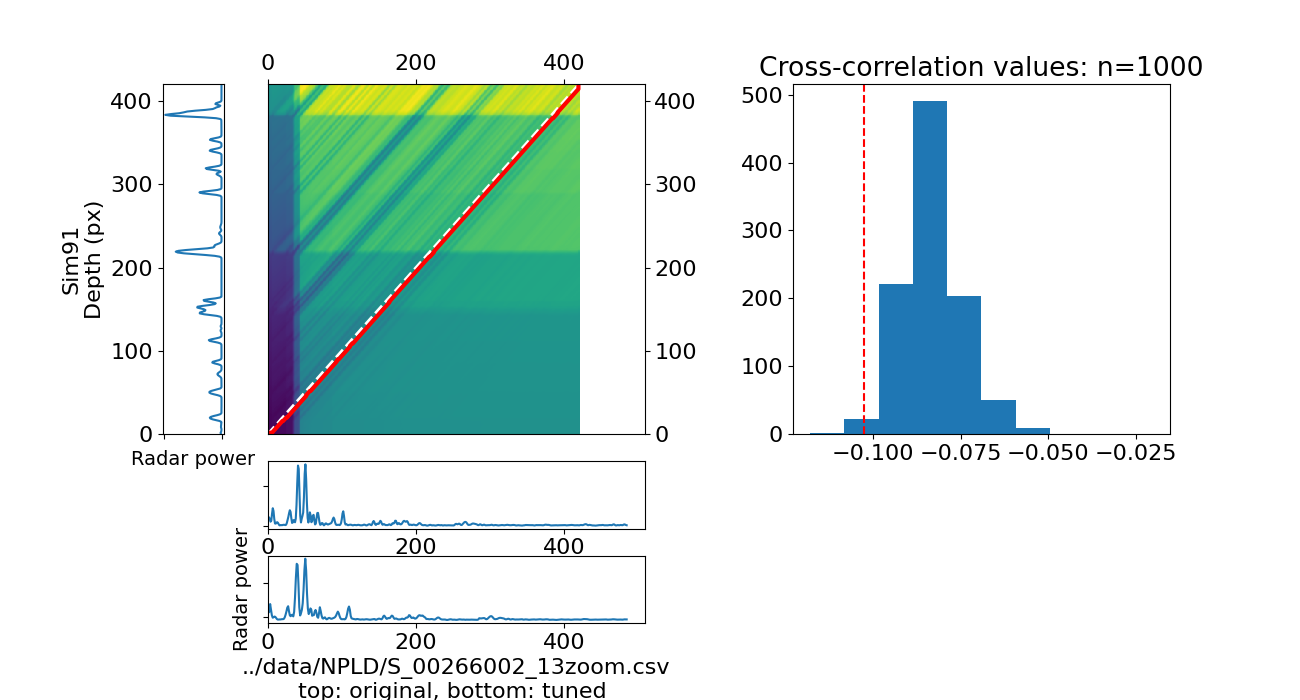 0 200 400
Cross-correlation values: n=1000
400
300
200
100
0
Sim91
Depth (px)
Radar power
400
300
200
100
0
500
400
300
200
100
0
−0.100 −0.075 −0.050 −0.025
0 200 400
Radar power
0 200 400
../data/NPLD/S_00266002_13zoom.csv
top: original, bottom: tuned